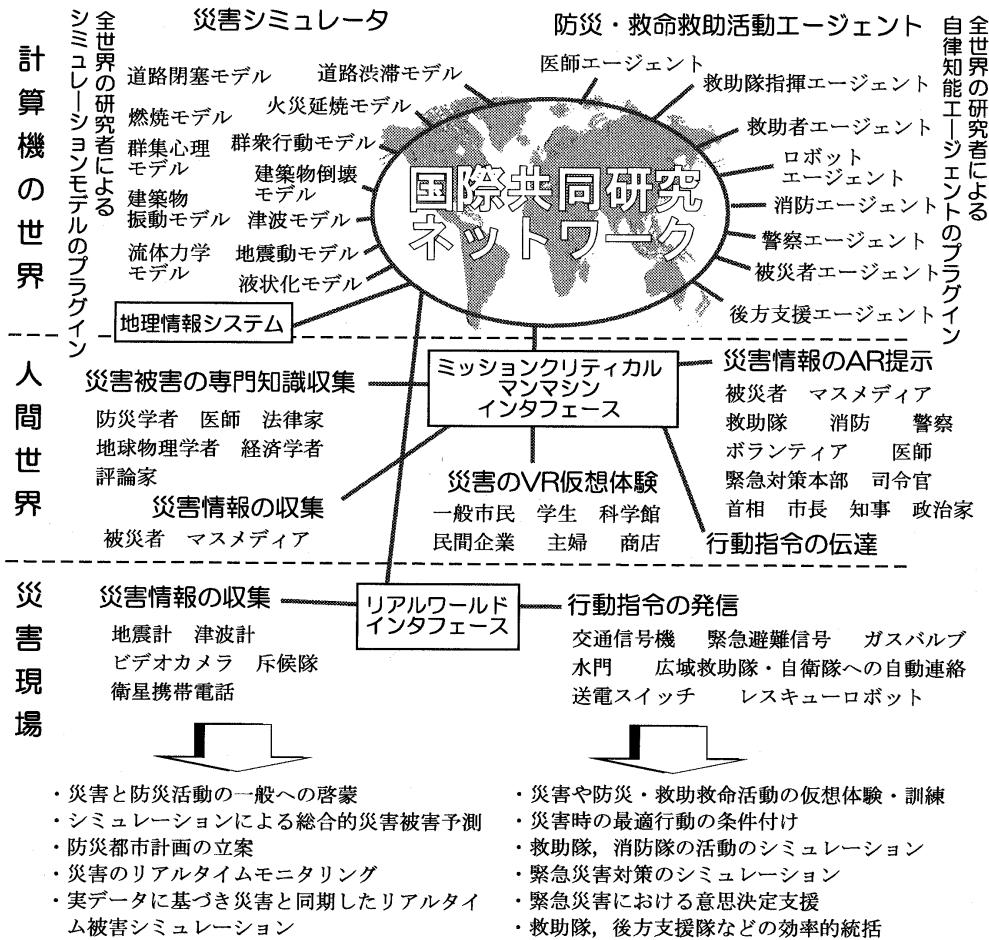 計算機の世界
全世界の研究者による
シミュレーションモデルのプラグイン
災害シミュレータ
道路閉塞モデル
道路渋滞モデル
燃焼モデル
火災延焼モデル
群集心理
モデル
群衆行動モデル
建築物
振動モデル
建築物倒壊
モデル
津波モデル
流体力学
モデル
地震動モデル
液状化モデル
地理情報システム
国際共同研究
ネットワーク
防災・救命救助活動エージェント
医師エージェント
救助隊指揮エージェント
救助者エージェント
ロボット
エージェント
消防エージェント
警察エージェント
被災者エージェント
後方支援エージェント
全世界の研究者による
自律知能エージェントのプラグイン
人間世界
災害被害の専門知識収集
防災学者 医師 法律家
地球物理学者 経済学者
評論家
災害情報の収集
被災者 マスメディア
ミッションクリティカル
マンマシン
インタフェース
災害のVR仮想体験
一般市民 学生 科学館
民間企業 主婦 商店
災害情報のAR提示
被災者 マスメディア
救助隊 消防 警察
ボランティア 医師
緊急対策本部 司令官
首相 市長 知事 政治家
行動指令の伝達
災害現場
災害情報の収集
地震計 津波計
ビデオカメラ 斥候隊
衛星携帯電話
リアルワールド
インタフェース
行動指令の発信
交通信号機 緊急避難信号 ガスバルブ
水門 広域救助隊・自衛隊への自動連絡
送電スイッチ レスキューロボット
・災害と防災活動の一般への啓蒙
・シミュレーションによる総合的災害被害予測
・防災都市計画の立案
・災害のリアルタイムモニタリング
・実データに基づき災害と同期したリアルタイ
ム被害シミュレーション
・災害や防災・救助救命活動の仮想体験・訓練
・災害時の最適行動の条件付け
・救助隊，消防隊の活動のシミュレーション
・緊急災害対策のシミュレーション
・緊急災害における意思決定支援
・救助隊，後方支援隊などの効率的統括